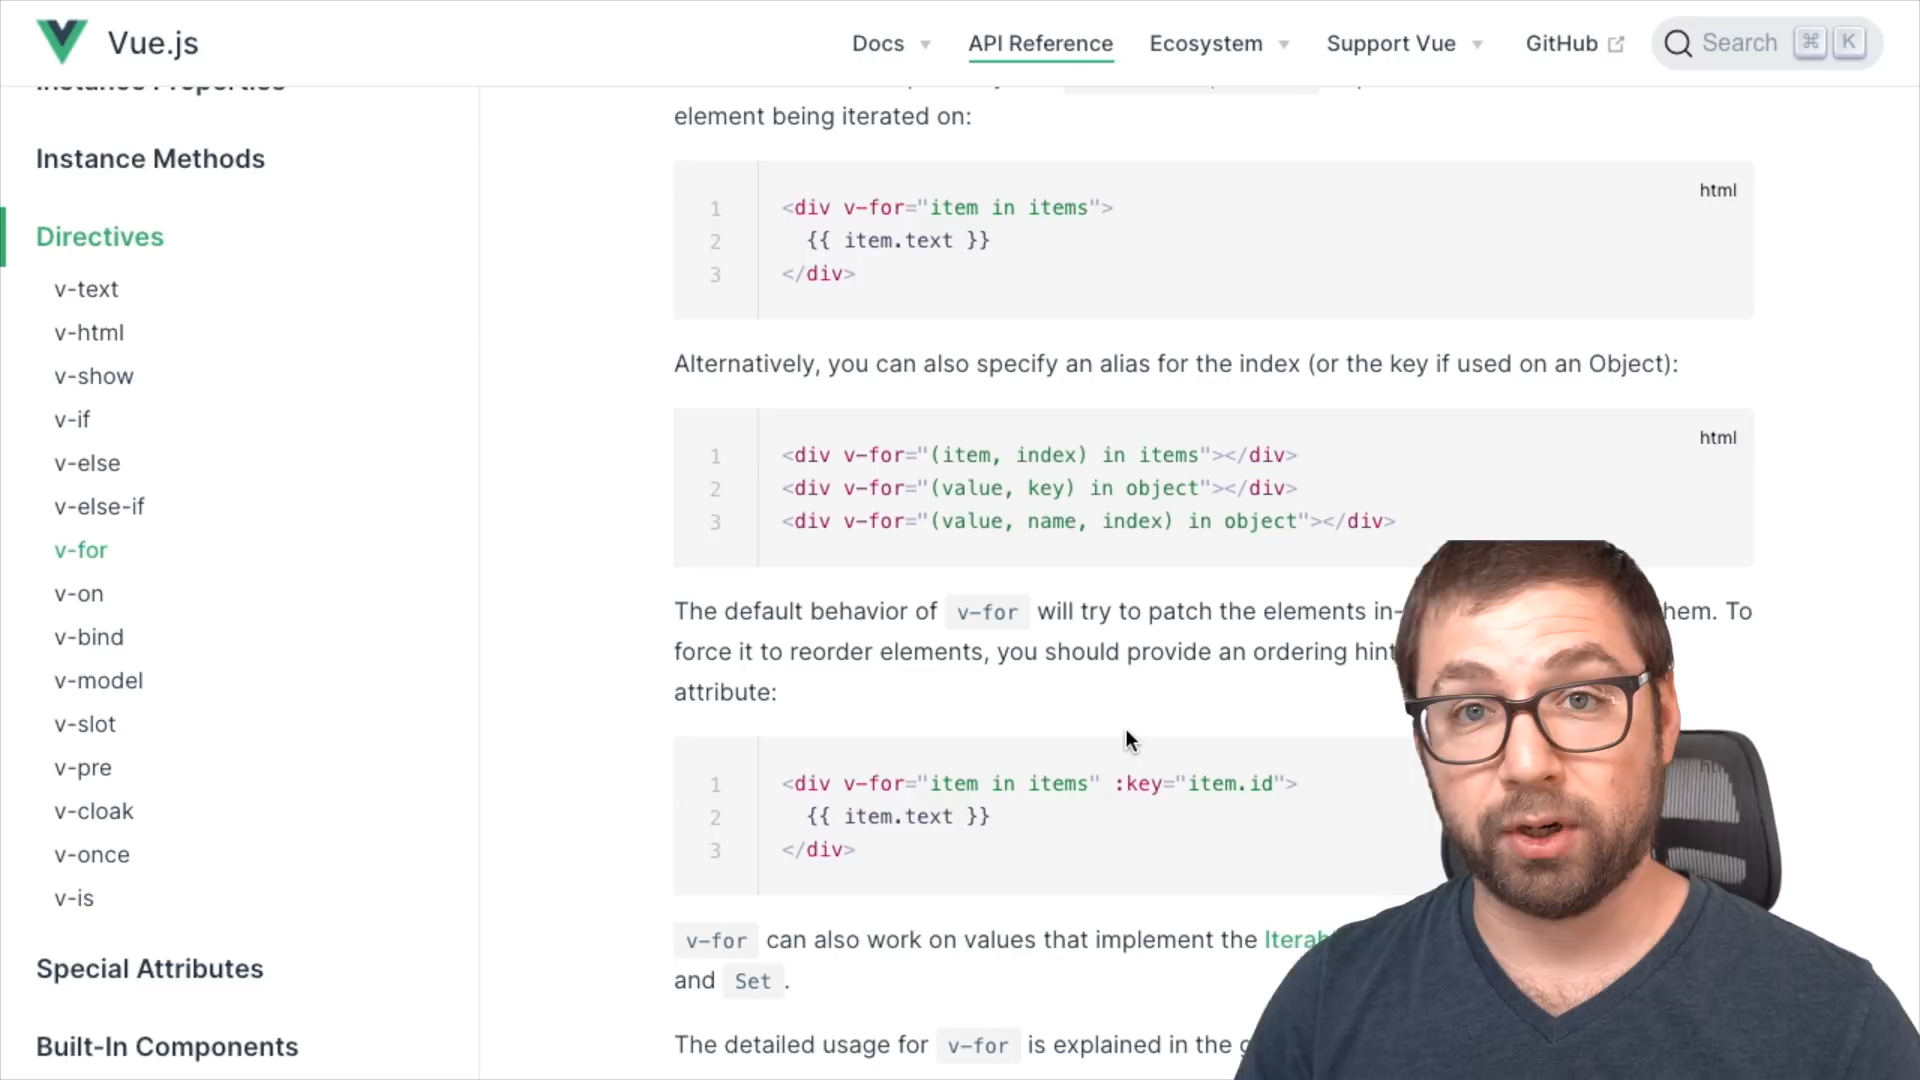 Vue.js
Docs
API Reference
Ecosystem
Support Vue
GitHub
Search ⌘ K
Instance Properties
Instance Methods
Directives
v-text
v-html
v-show
v-if
v-else
v-else-if
v-for
v-on
v-bind
v-model
v-slot
v-pre
v-cloak
v-once
v-is
Special Attributes
Built-In Components
element being iterated on:
html
1 <div v-for="item in items">
2 {{ item.text }}
3 </div>
Alternatively, you can also specify an alias for the index (or the key if used on an Object):
html
1 <div v-for="(item, index) in items"></div>
2 <div v-for="(value, key) in object"></div>
3 <div v-for="(value, name, index) in object"></div>
The default behavior of v-for will try to patch the elements in- hem. To
force it to reorder elements, you should provide an ordering hint
attribute:
1 <div v-for="item in items" :key="item.id">
2 {{ item.text }}
3 </div>
v-for can also work on values that implement the Iterab
and Set .
The detailed usage for v-for is explained in the